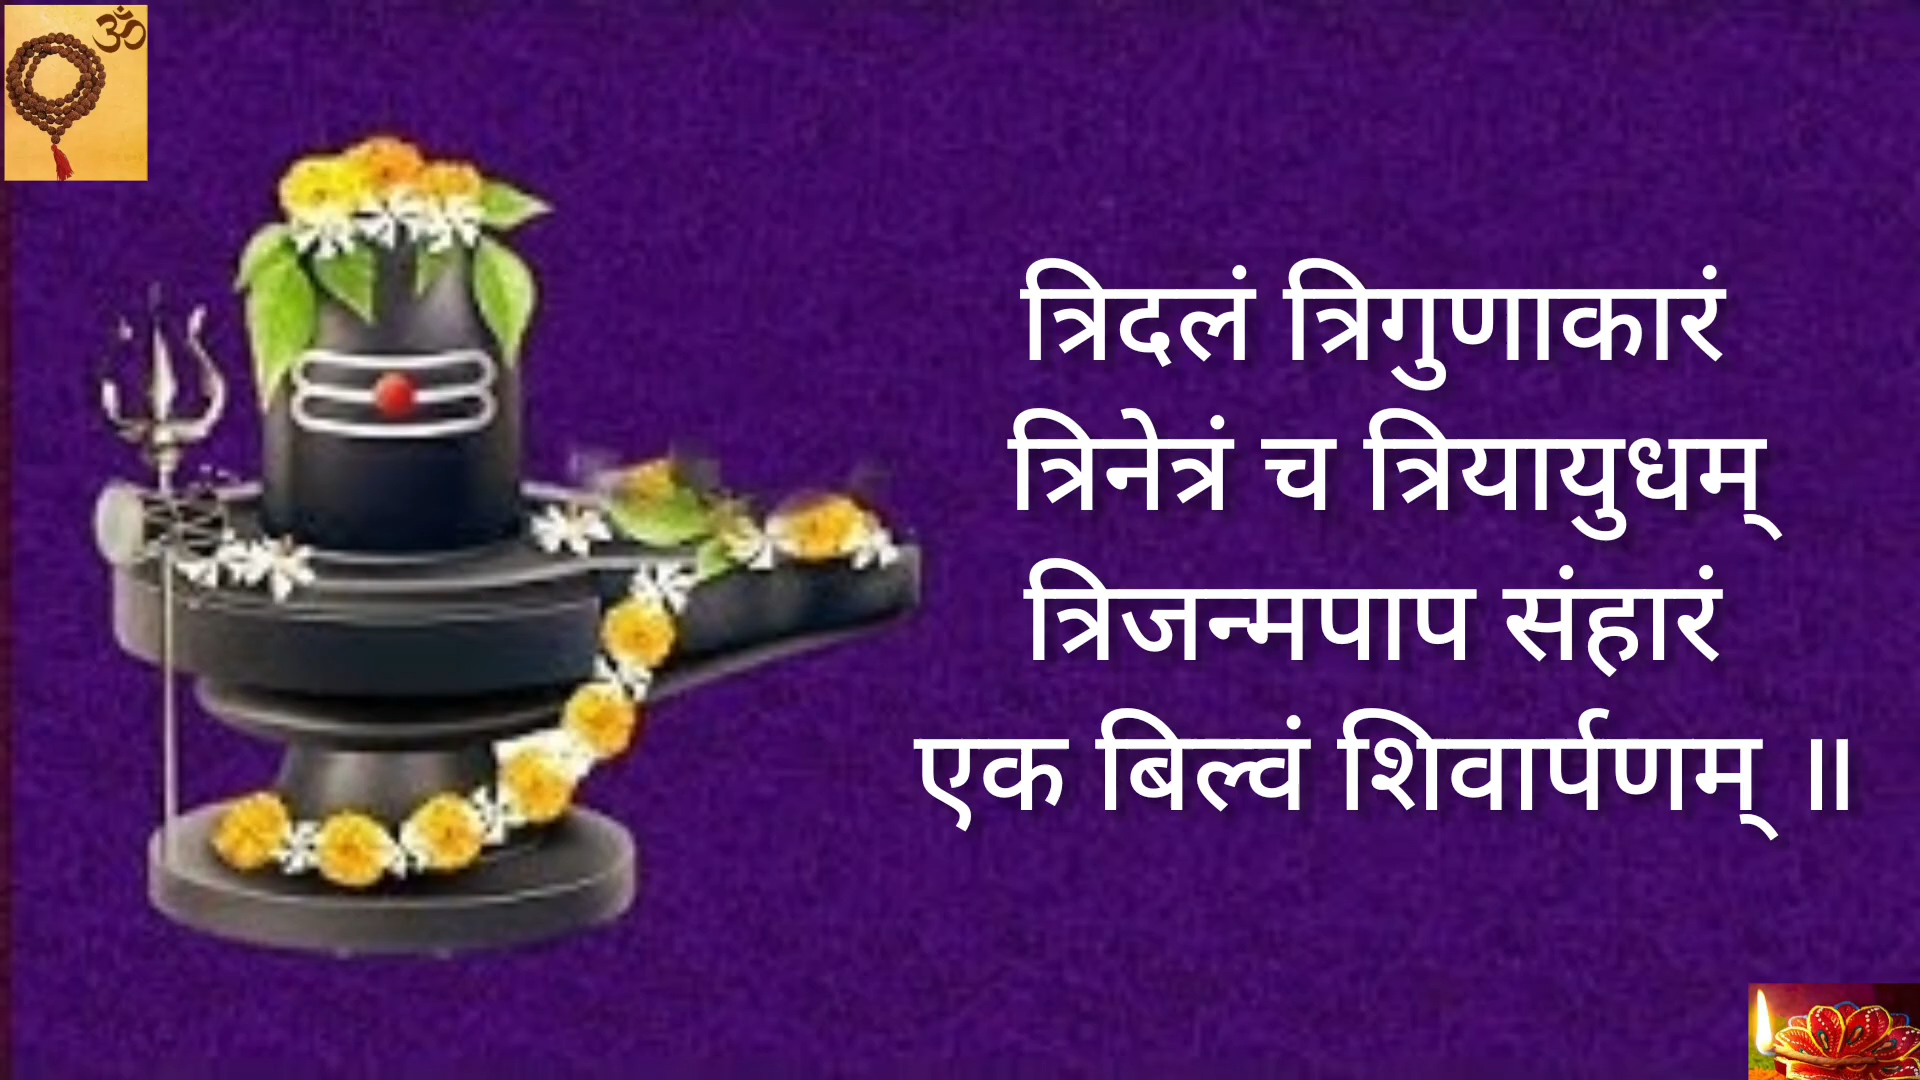 ॐ
त्रिदलं त्रिगुणाकारं
त्रिनेत्रं च त्रियायुधम्
त्रिजन्मपाप संहारं
एक बिल्वं शिवार्पणम् ॥